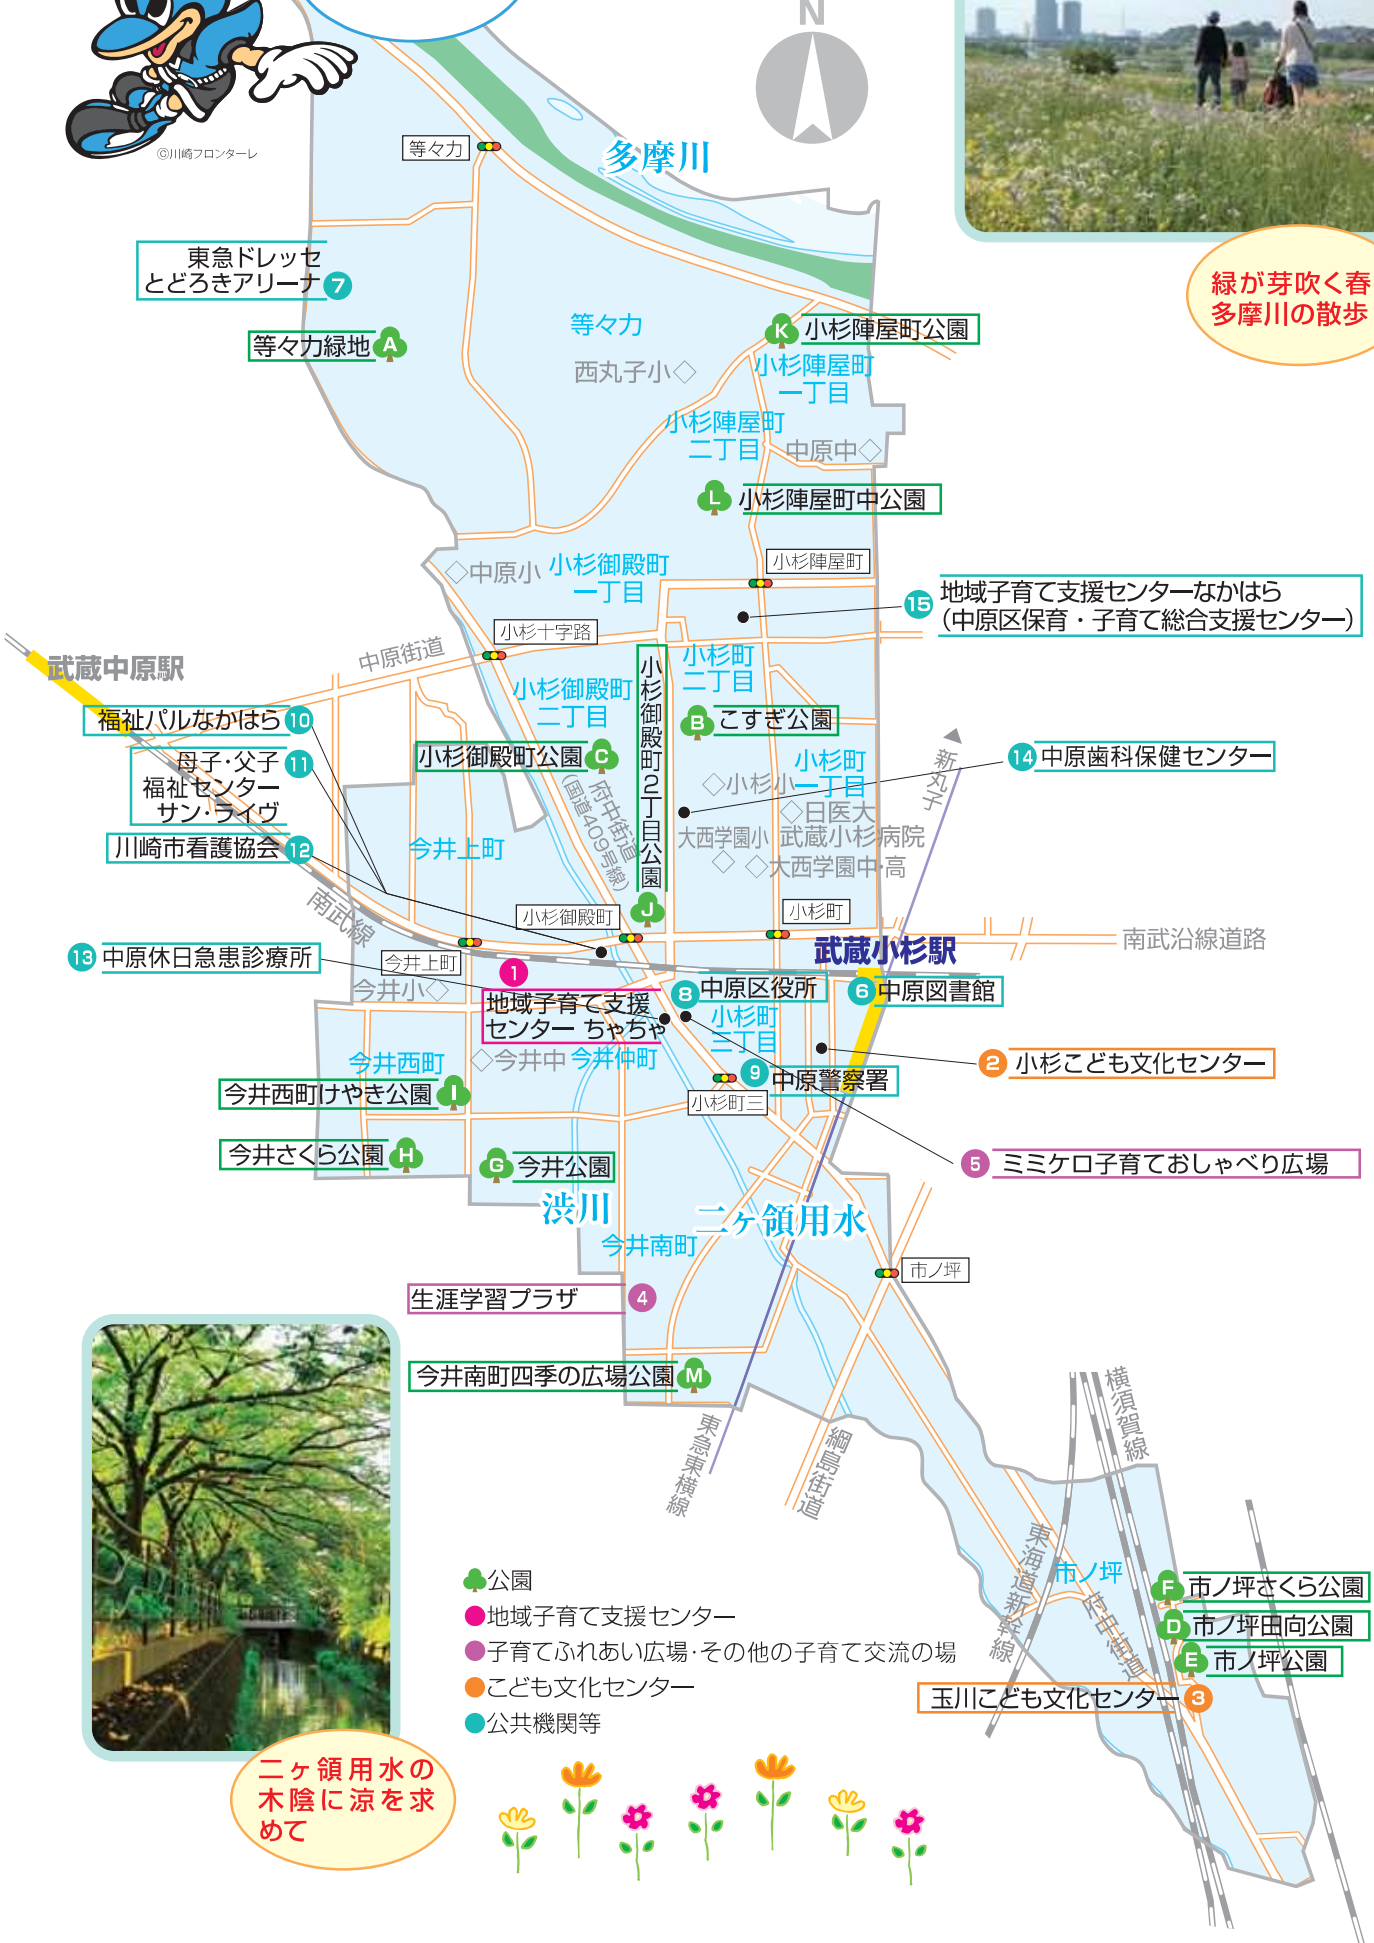 N
©川崎フロンターレ
等々力
多摩川
緑が芽吹く春
多摩川の散歩
東急ドレッセ
とどろきアリーナ
7
等々力緑地
A
等々力
K
小杉陣屋町公園
西丸子小◇
小杉陣屋町
一丁目
小杉陣屋町
二丁目
中原中◇
L
小杉陣屋町中公園
◇中原小
小杉御殿町
一丁目
小杉陣屋町
15
地域子育て支援センターなかはら
(中原区保育・子育て総合支援センター)
小杉十字路
中原街道
武蔵中原駅
小杉町
二丁目
小杉御殿町
二丁目
小杉御殿町2丁目公園
J
福祉パルなかはら
10
B
こすぎ公園
小杉御殿町公園
C
母子・父子
福祉センター
サン・ライヴ
11
新丸子
14
中原歯科保健センター
小杉町
一丁目
◇小杉小
府中街道
(国道409号線)
◇日医大
武蔵小杉病院
大西学園小
◇
◇大西学園中・高
川崎市看護協会
12
今井上町
南武線
小杉御殿町
小杉町
武蔵小杉駅
南武沿線道路
13
中原休日急患診療所
今井上町
今井小◇
1
地域子育て支援
センター ちゃちゃ
8
中原区役所
6
中原図書館
小杉町
三丁目
今井西町
◇今井中
今井仲町
2
小杉こども文化センター
9
中原警察署
小杉町三
今井西町けやき公園
I
今井さくら公園
H
G
今井公園
5
ミミケロ子育ておしゃべり広場
渋川
二ヶ領用水
今井南町
市ノ坪
生涯学習プラザ
4
今井南町四季の広場公園
M
東急東横線
綱島街道
横須賀線
東海道新幹線
市ノ坪
府中街道
F
市ノ坪さくら公園
D
市ノ坪田向公園
E
市ノ坪公園
玉川こども文化センター
3
公園
地域子育て支援センター
子育てふれあい広場・その他の子育て交流の場
こども文化センター
公共機関等
二ヶ領用水の
木陰に涼を求
めて